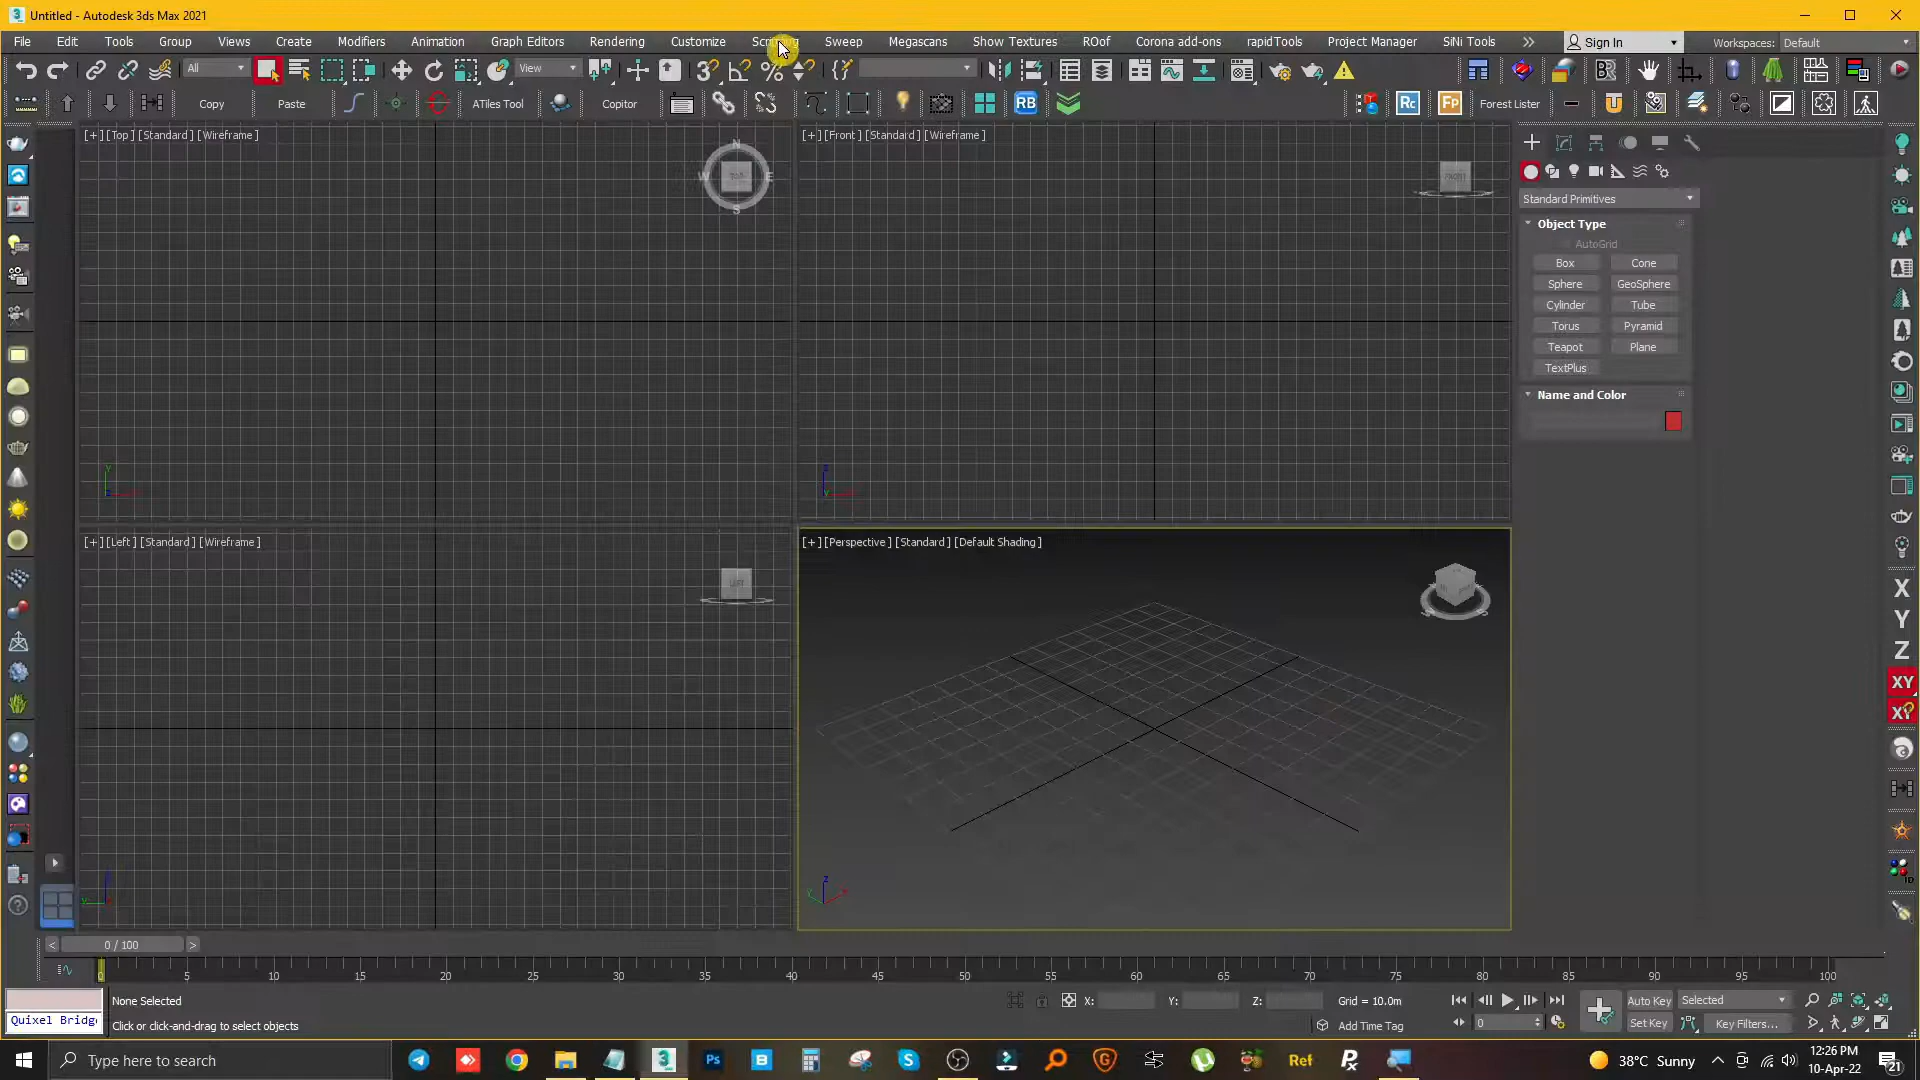 Untitled - Autodesk 3ds Max 2021
File Edit Tools Group Views Create Modifiers Animation Graph Editors Rendering Customize Sweep Megascans Show Textures ROof Corona add-ons rapidTools Project Manager SiNi Tools Sign In Workspaces: Default
All View
Copy Paste ATiles Tool Copitor RB Rc Fp Forest Lister
[+] [Top] [Standard] [Wireframe]
[+] [Front] [Standard] [Wireframe]
N
W E
S
FRONT
Standard Primitives
Object Type
AutoGrid
Box Cone
Sphere GeoSphere
Cylinder Tube
Torus Pyramid
Teapot Plane
TextPlus
Name and Color
[+] [Left] [Standard] [Wireframe]
[+] [Perspective] [Standard] [Default Shading]
LEFT
X
Y
Z
XY
XY
0 / 100
0 5 10 15 20 25 30 35 40 45 50 55 60 65 70 75 80 85 90 95 100
None Selected X: Y: Z: Grid = 10.0m Auto Key Selected
Quixel Bridg Click or click-and-drag to select objects Add Time Tag 0 Set Key Key Filters...
Type here to search Ps Ref 38°C Sunny 12:26 PM
10-Apr-22
21